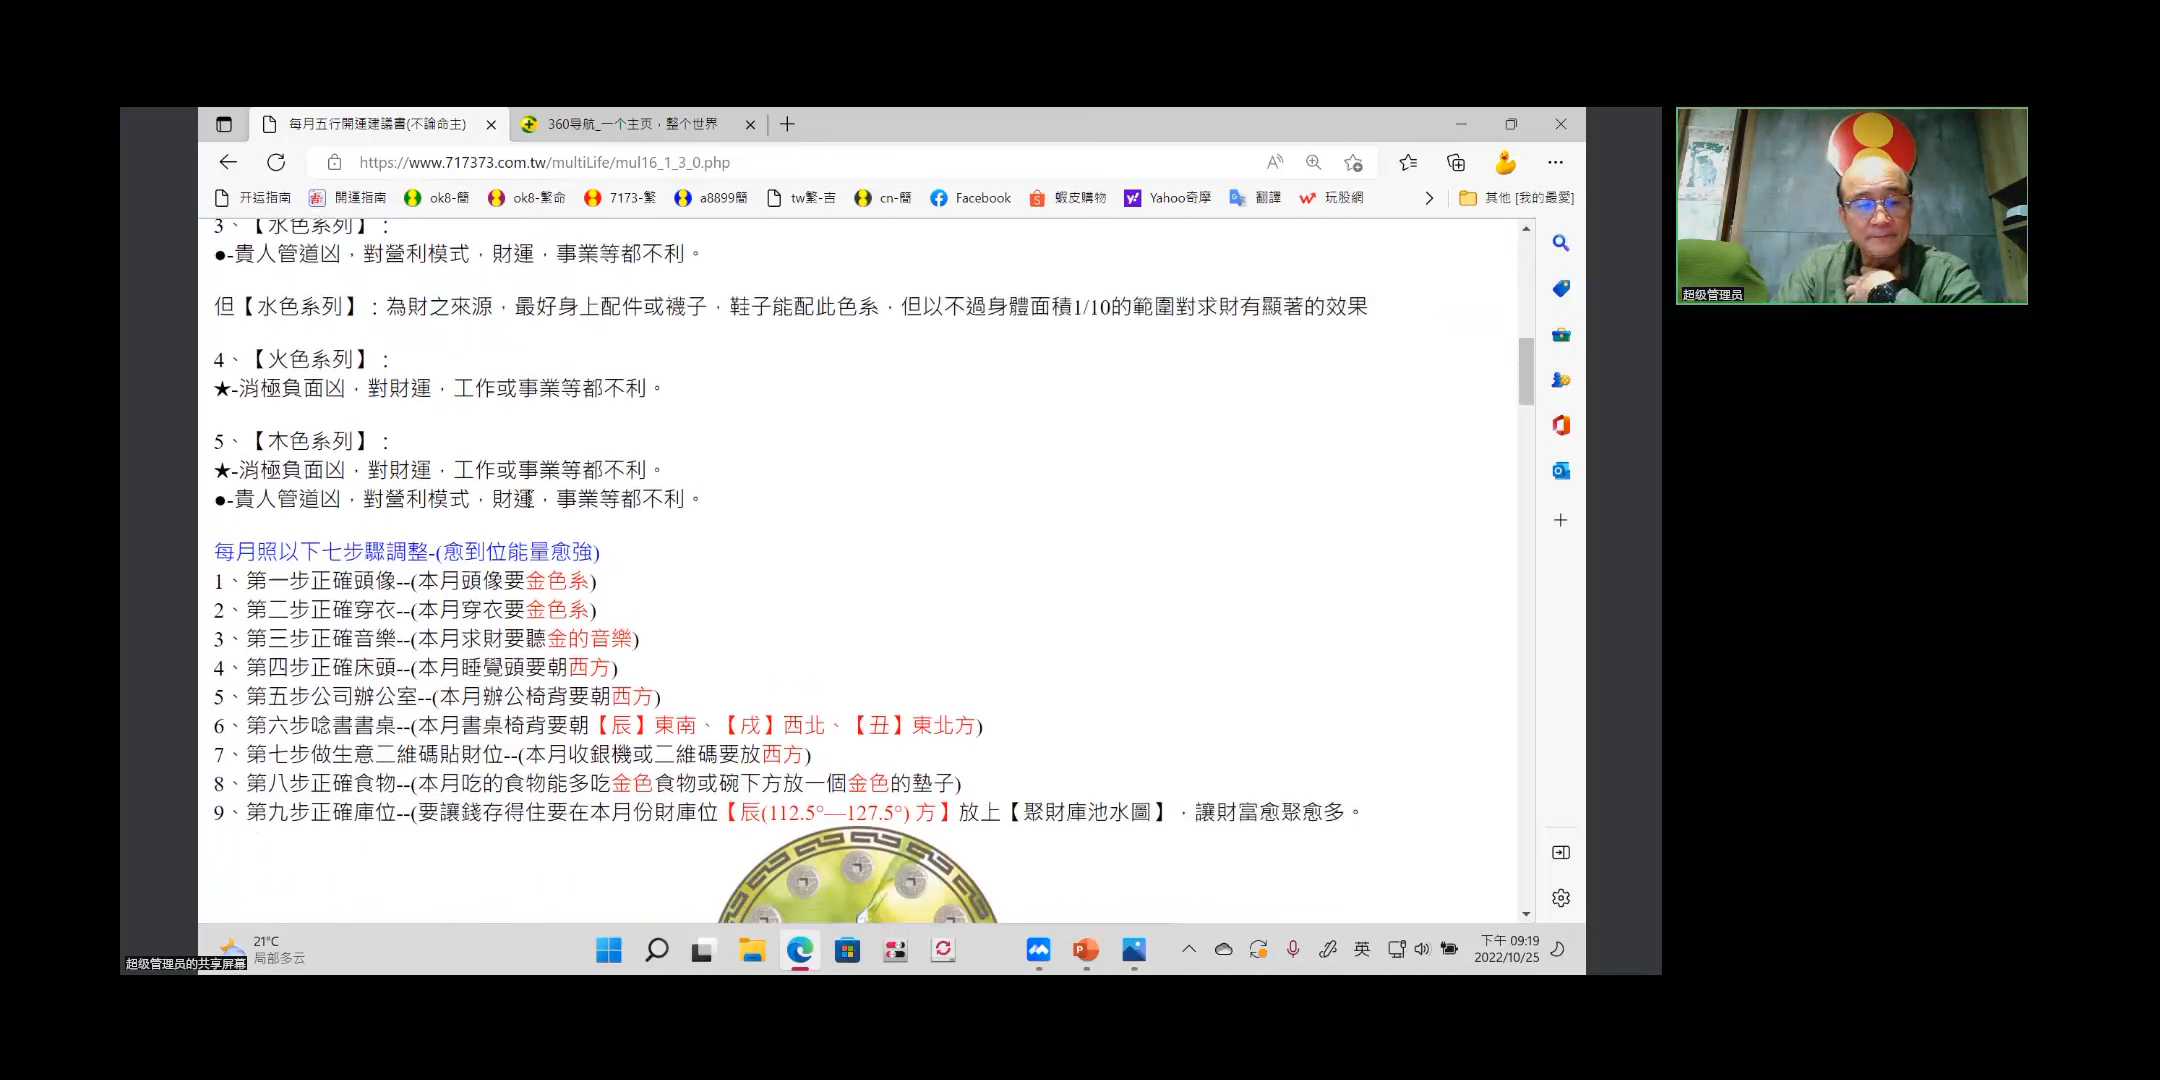 每月五行開運建議書(不論命主)
360导航_一个主页，整个世界
https://www.717373.com.tw/multiLife/mul16_1_3_0.php
开运指南 開運指南 ok8-簡 ok8-繁命 7173-繁 a8899簡 tw繁-吉 cn-簡 Facebook 蝦皮購物 Yahoo奇摩 翻譯 玩股網 其他 [我的最愛]
3、【水色系列】：
●-貴人管道凶，對營利模式，財運，事業等都不利。
但【水色系列】：為財之來源，最好身上配件或襪子，鞋子能配此色系，但以不過身體面積1/10的範圍對求財有顯著的效果
4、【火色系列】：
★-消極負面凶，對財運，工作或事業等都不利。
5、【木色系列】：
★-消極負面凶，對財運，工作或事業等都不利。
●-貴人管道凶，對營利模式，財運，事業等都不利。
每月照以下七步驟調整-(愈到位能量愈強)
1、第一步正確頭像--(本月頭像要金色系)
2、第二步正確穿衣--(本月穿衣要金色系)
3、第三步正確音樂--(本月求財要聽金的音樂)
4、第四步正確床頭--(本月睡覺頭要朝西方)
5、第五步公司辦公室--(本月辦公椅背要朝西方)
6、第六步唸書書桌--(本月書桌椅背要朝【辰】東南、【戌】西北、【丑】東北方)
7、第七步做生意二維碼貼財位--(本月收銀機或二維碼要放西方)
8、第八步正確食物--(本月吃的食物能多吃金色食物或碗下方放一個金色的墊子)
9、第九步正確庫位--(要讓錢存得住要在本月份財庫位【辰(112.5°—127.5°) 方】放上【聚財庫池水圖】，讓財富愈聚愈多。
21°C
局部多云
英
下午 09:19
2022/10/25
超级管理员的共享屏幕
超级管理员